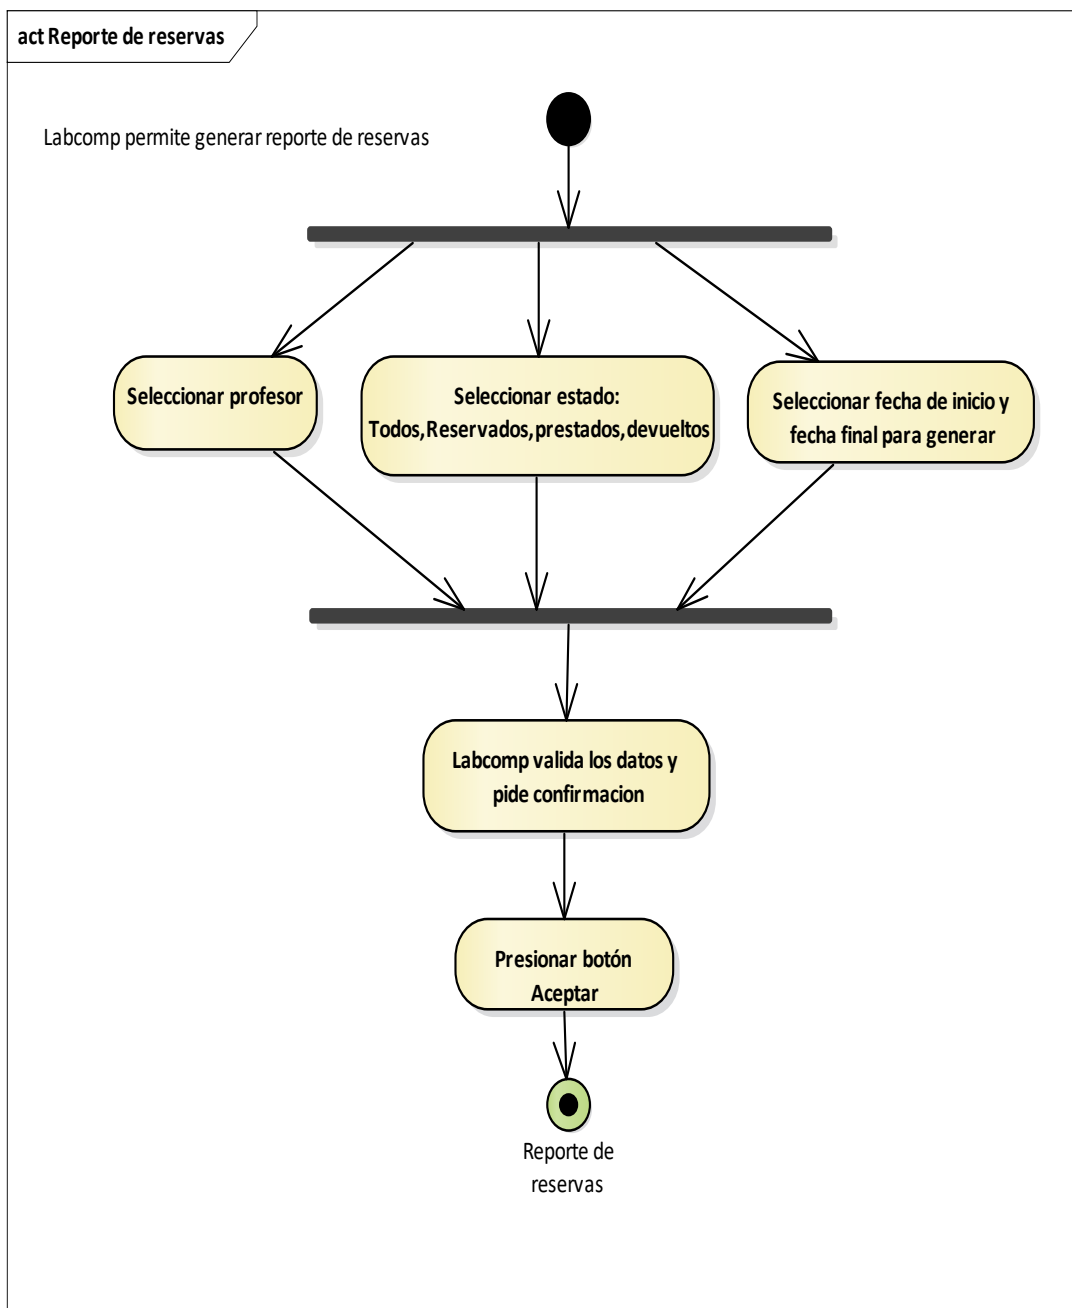 act Reporte de reservas
Labcomp permite generar reporte de reservas
Seleccionar profesor
Seleccionar estado:
Todos,Reservados,prestados,devueltos
Seleccionar fecha de inicio y
fecha final para generar
Labcomp valida los datos y
pide confirmacion
Presionar botón
Aceptar
Reporte de
reservas